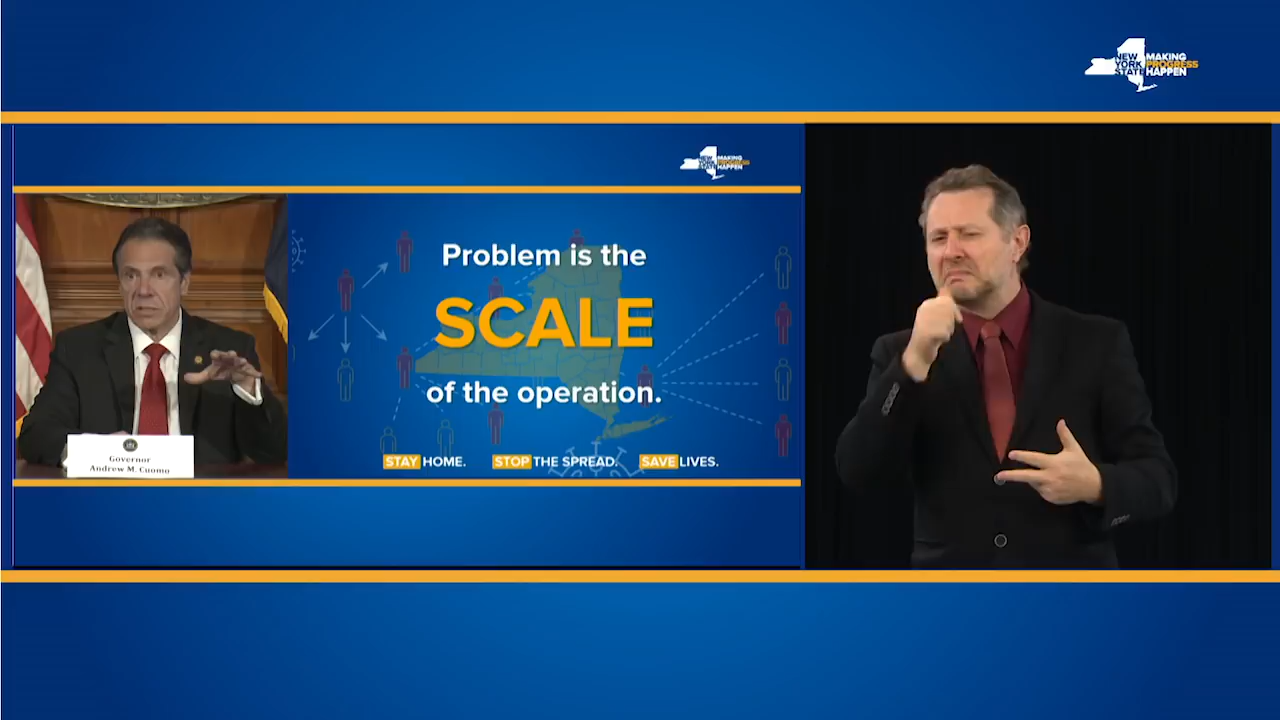 NEW
YORK
STATE
MAKING
PROGRESS
HAPPEN
NEW
YORK
STATE
MAKING
PROGRESS
HAPPEN
Problem is the
SCALE
of the operation.
STAY HOME. STOP THE SPREAD. SAVE LIVES.
Governor
Andrew M. Cuomo